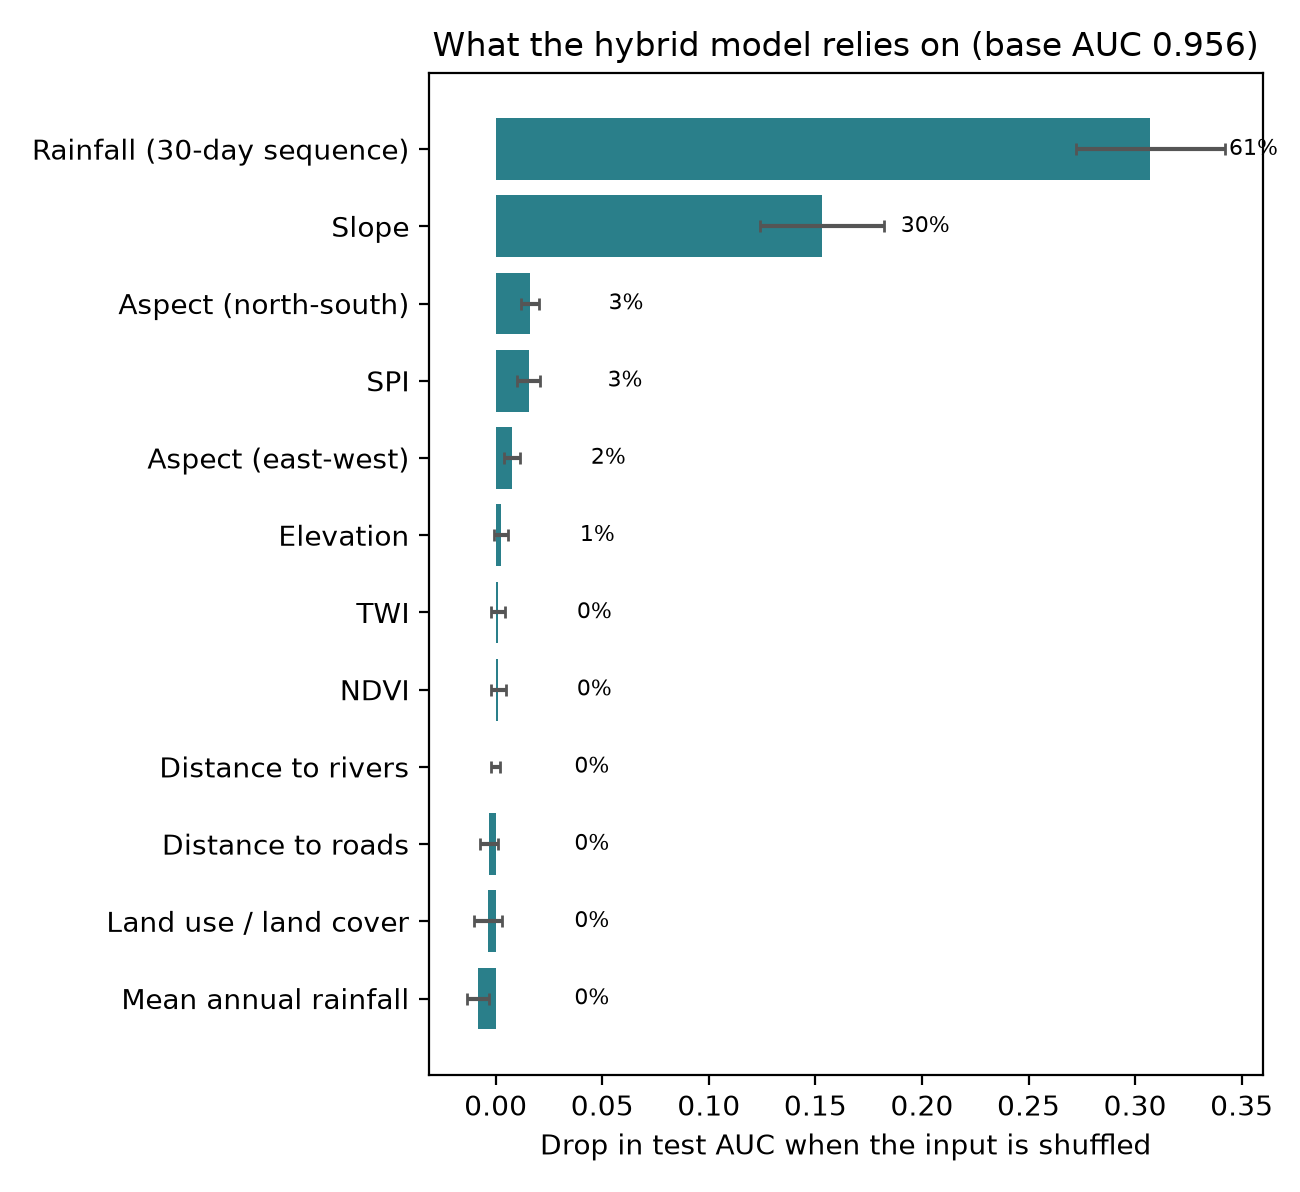 What the hybrid model relies on (base AUC 0.956)
Rainfall (30-day sequence) 61%
Slope 30%
Aspect (north-south) 3%
SPI 3%
Aspect (east-west) 2%
Elevation 1%
TWI 0%
NDVI 0%
Distance to rivers 0%
Distance to roads 0%
Land use / land cover 0%
Mean annual rainfall 0%
0.00 0.05 0.10 0.15 0.20 0.25 0.30 0.35
Drop in test AUC when the input is shuffled